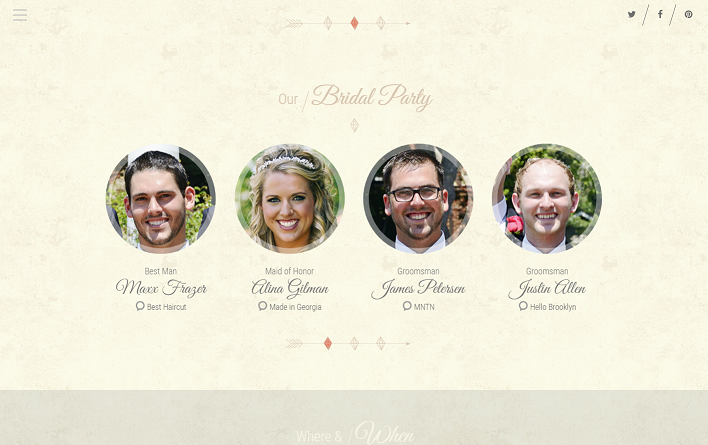 Our / Bridal Party
Best Man
Maxx Frazer
Best Haircut
Maid of Honor
Alina Gilman
Made in Georgia
Groomsman
James Petersen
MNTN
Groomsman
Justin Allen
Hello Brooklyn
Where & / When